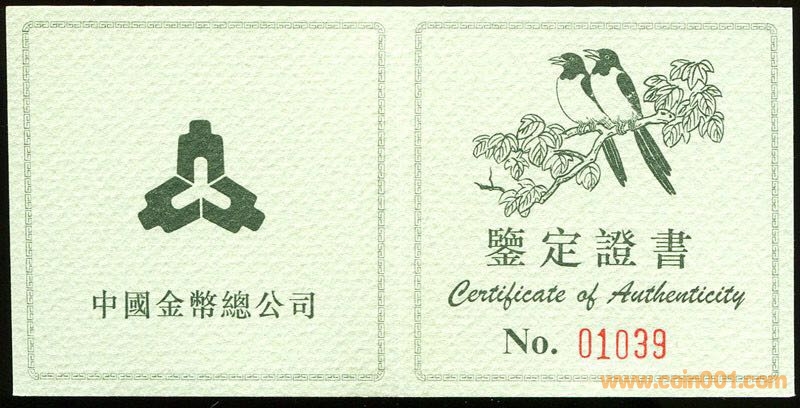 中國金幣總公司
鑒定證書
Certificate of Authenticity
No. 01039
www.coin001.com